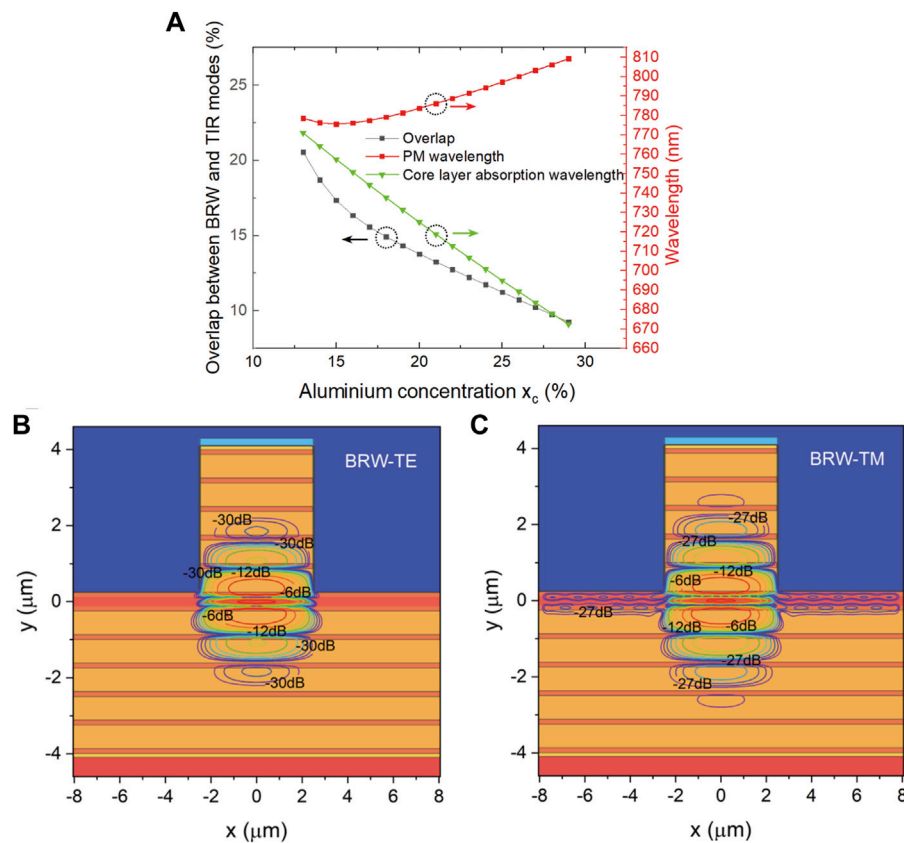 A
Overlap between BRW and TIR modes (%)
25
20
15
10
10
15
20
25
30
Aluminium concentration x_c (%)
Overlap
PM wavelength
Core layer absorption wavelength
810
800
790
780
770
760
750
740
730
720
710
700
690
680
670
660
Wavelength (nm)
B
BRW-TE
4
2
0
-2
-4
y (μm)
-30dB
-30dB
-30dB
-12dB
-6dB
-6dB
-12dB
-30dB
-30dB
-8
-6
-4
-2
0
2
4
6
8
x (μm)
C
BRW-TM
4
2
0
-2
-4
y (μm)
-27dB
-27dB
-12dB
-6dB
-27dB
-12dB
-6dB
-27dB
-27dB
-8
-6
-4
-2
0
2
4
6
8
x (μm)